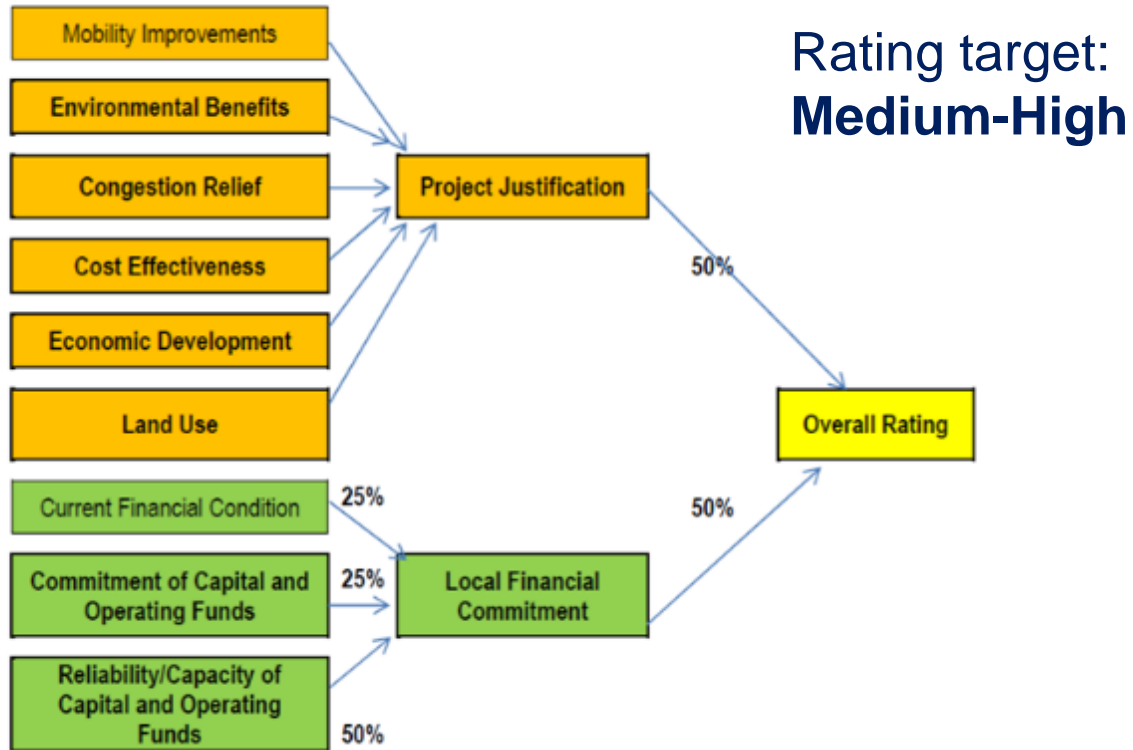 Rating target:
Medium-High
Mobility Improvements
Environmental Benefits
Congestion Relief
Cost Effectiveness
Economic Development
Land Use
Project Justification
50%
Overall Rating
Current Financial Condition
25%
Commitment of Capital and
Operating Funds
25%
Reliability/Capacity of
Capital and Operating
Funds
50%
Local Financial
Commitment
50%